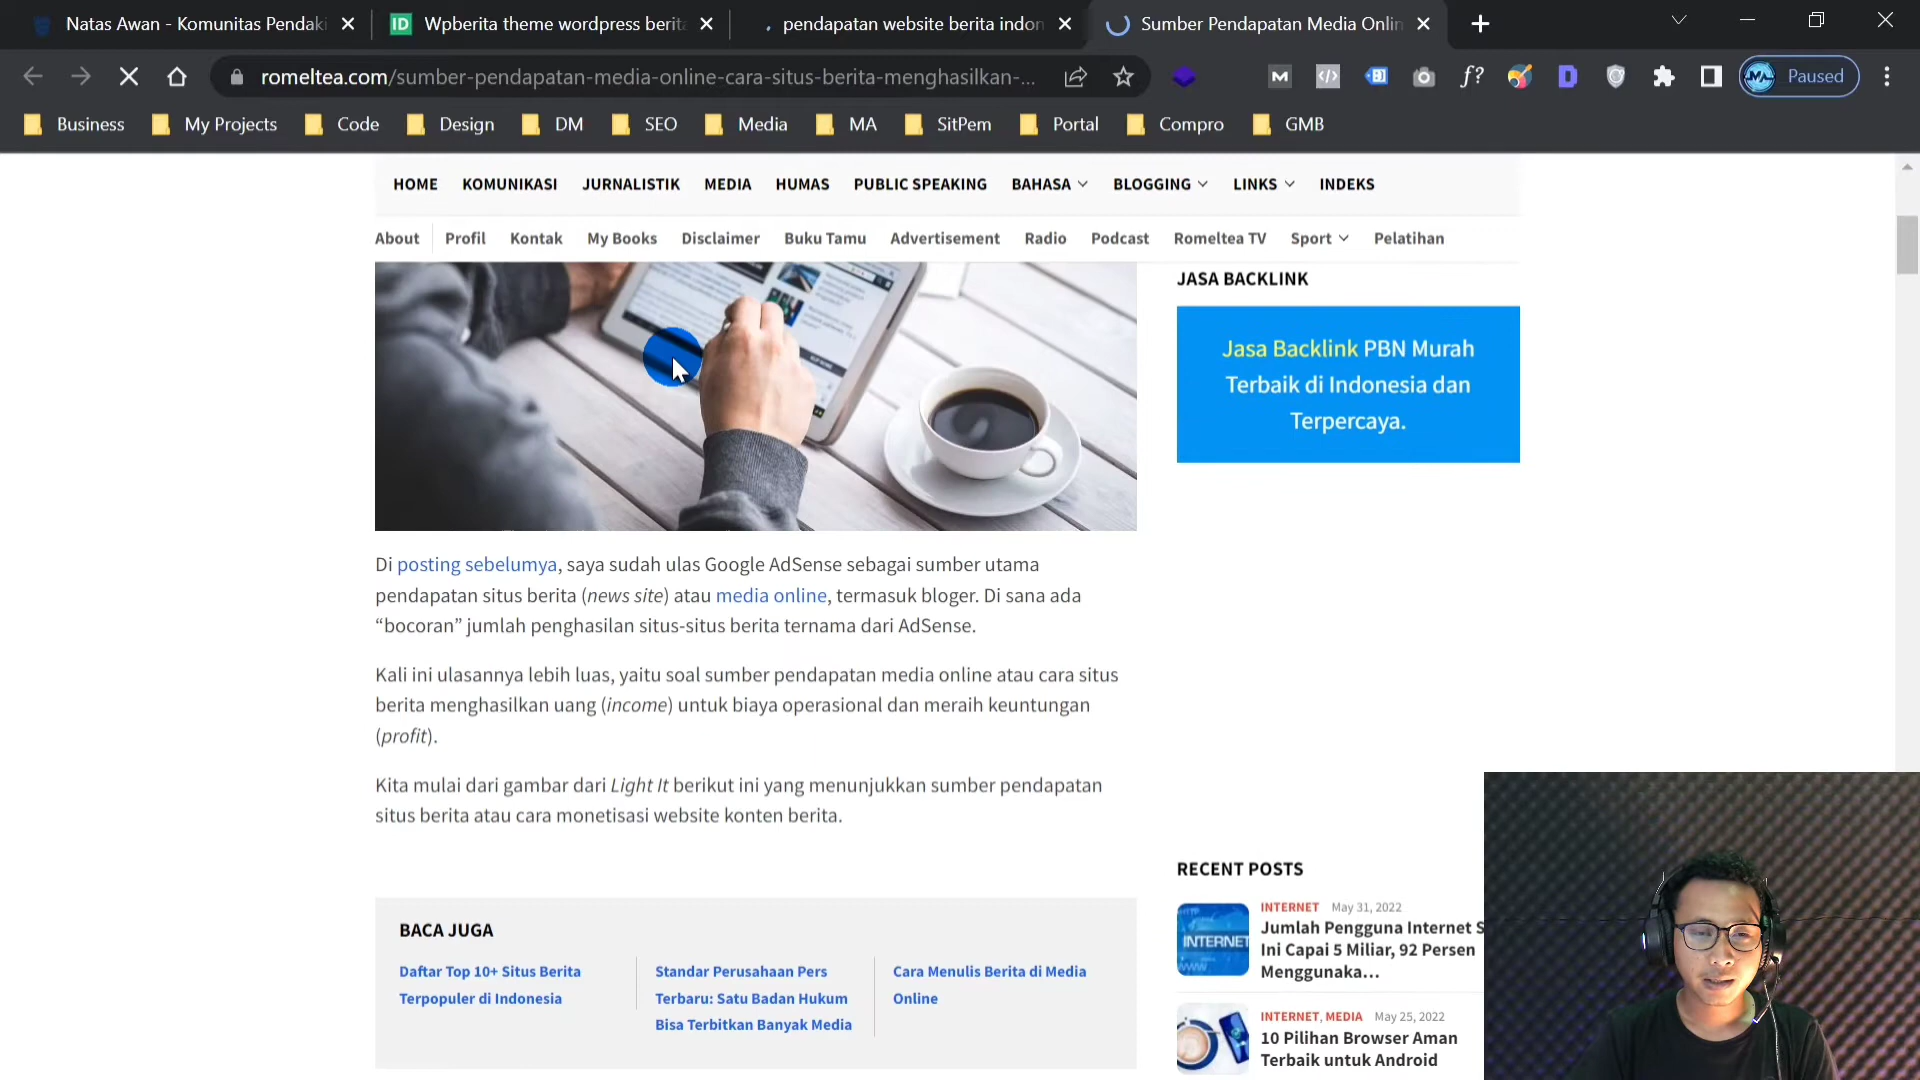 Natas Awan - Komunitas Pendaki
ID Wpberita theme wordpress berita
pendapatan website berita indon
Sumber Pendapatan Media Onlin
romeltea.com/sumber-pendapatan-media-online-cara-situs-berita-menghasilkan-...
f?
Paused
Business My Projects Code Design DM SEO Media MA SitPem Portal Compro GMB
HOME KOMUNIKASI JURNALISTIK MEDIA HUMAS PUBLIC SPEAKING BAHASA BLOGGING LINKS INDEKS
About Profil Kontak My Books Disclaimer Buku Tamu Advertisement Radio Podcast Romeltea TV Sport Pelatihan
Di posting sebelumya, saya sudah ulas Google AdSense sebagai sumber utama
pendapatan situs berita (news site) atau media online, termasuk bloger. Di sana ada
“bocoran” jumlah penghasilan situs-situs berita ternama dari AdSense.
Kali ini ulasannya lebih luas, yaitu soal sumber pendapatan media online atau cara situs
berita menghasilkan uang (income) untuk biaya operasional dan meraih keuntungan
(profit).
Kita mulai dari gambar dari Light It berikut ini yang menunjukkan sumber pendapatan
situs berita atau cara monetisasi website konten berita.
BACA JUGA
Daftar Top 10+ Situs Berita
Terpopuler di Indonesia
Standar Perusahaan Pers
Terbaru: Satu Badan Hukum
Bisa Terbitkan Banyak Media
Cara Menulis Berita di Media
Online
JASA BACKLINK
Jasa Backlink PBN Murah
Terbaik di Indonesia dan
Terpercaya.
RECENT POSTS
INTERNET
INTERNET May 31, 2022
Jumlah Pengguna Internet S
Ini Capai 5 Miliar, 92 Persen
Menggunaka...
INTERNET, MEDIA May 25, 2022
10 Pilihan Browser Aman
Terbaik untuk Android